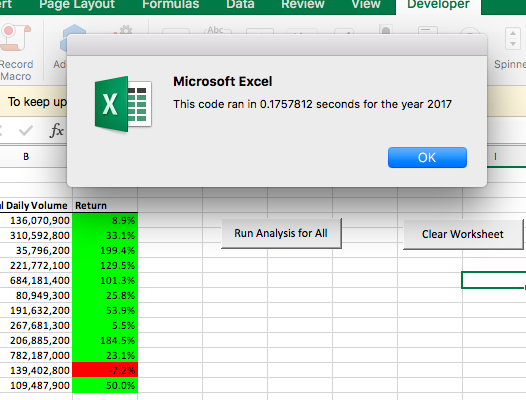 Page Layout Formulas Data Review View Developer
Abc
Record
Macro
Spinne
Microsoft Excel
This code ran in 0.1757812 seconds for the year 2017
OK
To keep up
fx
B I
l Daily Volume Return
136,070,900 8.9%
310,592,800 33.1%
Run Analysis for All Clear Worksheet
35,796,200 199.4%
221,772,100 129.5%
684,181,400 101.3%
80,949,300 25.8%
191,632,200 53.9%
267,681,300 5.5%
206,885,200 184.5%
782,187,000 23.1%
139,402,800 -7.2%
109,487,900 50.0%